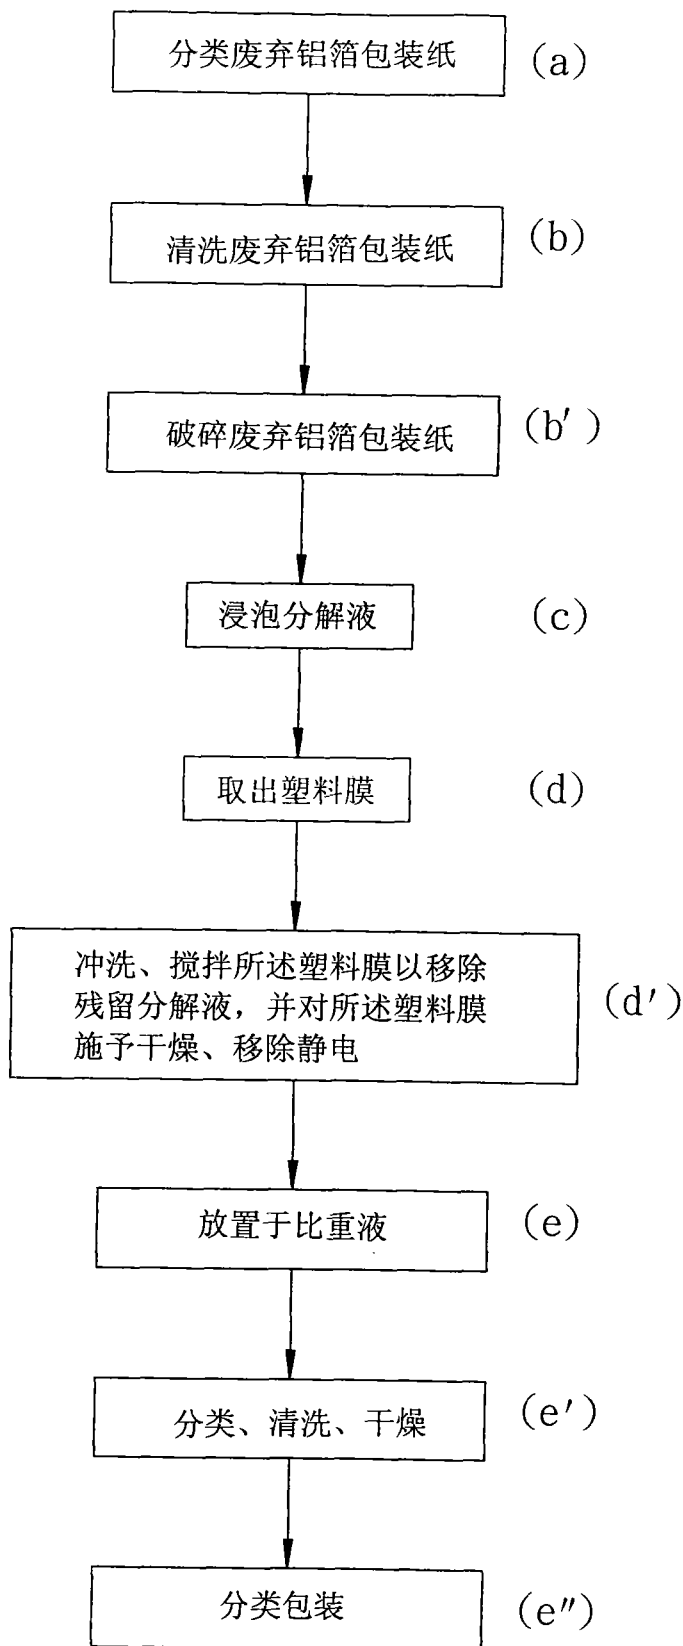 分类废弃铝箔包装纸 (a)
清洗废弃铝箔包装纸 (b)
破碎废弃铝箔包装纸 (b′)
浸泡分解液 (c)
取出塑料膜 (d)
冲洗、搅拌所述塑料膜以移除
残留分解液，并对所述塑料膜 (d′)
施予干燥、移除静电
放置于比重液 (e)
分类、清洗、干燥 (e′)
分类包装 (e″)